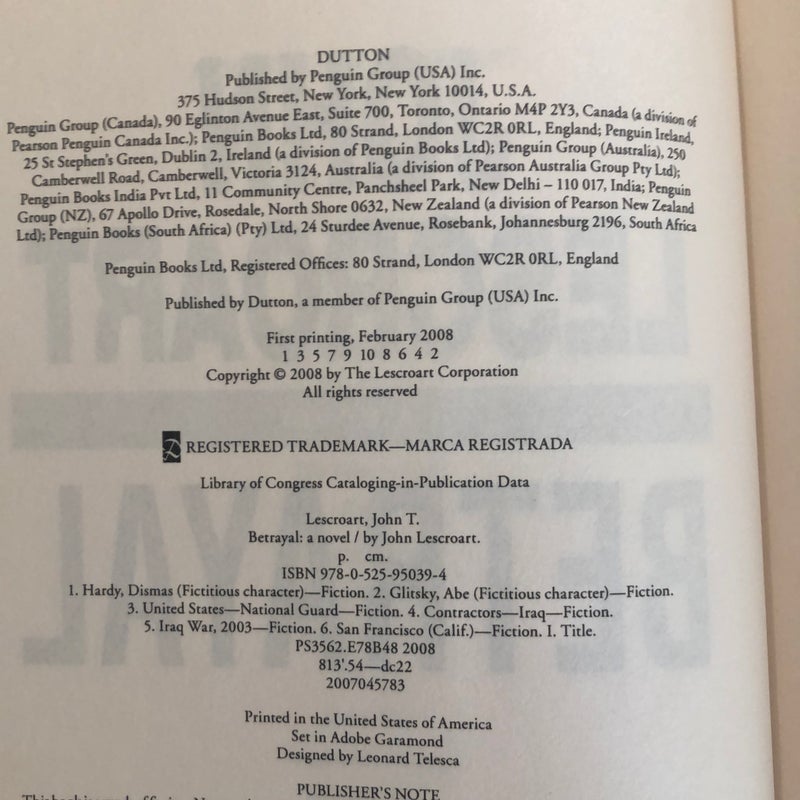 DUTTON
Published by Penguin Group (USA) Inc.
375 Hudson Street, New York, New York 10014, U.S.A.
Penguin Group (Canada), 90 Eglinton Avenue East, Suite 700, Toronto, Ontario M4P 2Y3, Canada (a division of
Pearson Penguin Canada Inc.); Penguin Books Ltd, 80 Strand, London WC2R 0RL, England; Penguin Ireland,
25 St Stephen's Green, Dublin 2, Ireland (a division of Penguin Books Ltd); Penguin Group (Australia), 250
Camberwell Road, Camberwell, Victoria 3124, Australia (a division of Pearson Australia Group Pty Ltd);
Penguin Books India Pvt Ltd, 11 Community Centre, Panchsheel Park, New Delhi – 110 017, India; Penguin
Group (NZ), 67 Apollo Drive, Rosedale, North Shore 0632, New Zealand (a division of Pearson New Zealand
Ltd); Penguin Books (South Africa) (Pty) Ltd, 24 Sturdee Avenue, Rosebank, Johannesburg 2196, South Africa
Penguin Books Ltd, Registered Offices: 80 Strand, London WC2R 0RL, England
Published by Dutton, a member of Penguin Group (USA) Inc.
First printing, February 2008
1 3 5 7 9 10 8 6 4 2
Copyright © 2008 by The Lescroart Corporation
All rights reserved
REGISTERED TRADEMARK—MARCA REGISTRADA
Library of Congress Cataloging-in-Publication Data
Lescroart, John T.
Betrayal: a novel / by John Lescroart.
p. cm.
ISBN 978-0-525-95039-4
1. Hardy, Dismas (Fictitious character)—Fiction. 2. Glitsky, Abe (Fictitious character)—Fiction.
3. United States—National Guard—Fiction. 4. Contractors—Iraq—Fiction.
5. Iraq War, 2003—Fiction. 6. San Francisco (Calif.)—Fiction. I. Title.
PS3562.E78B48 2008
813'.54—dc22
2007045783
Printed in the United States of America
Set in Adobe Garamond
Designed by Leonard Telesca
PUBLISHER'S NOTE